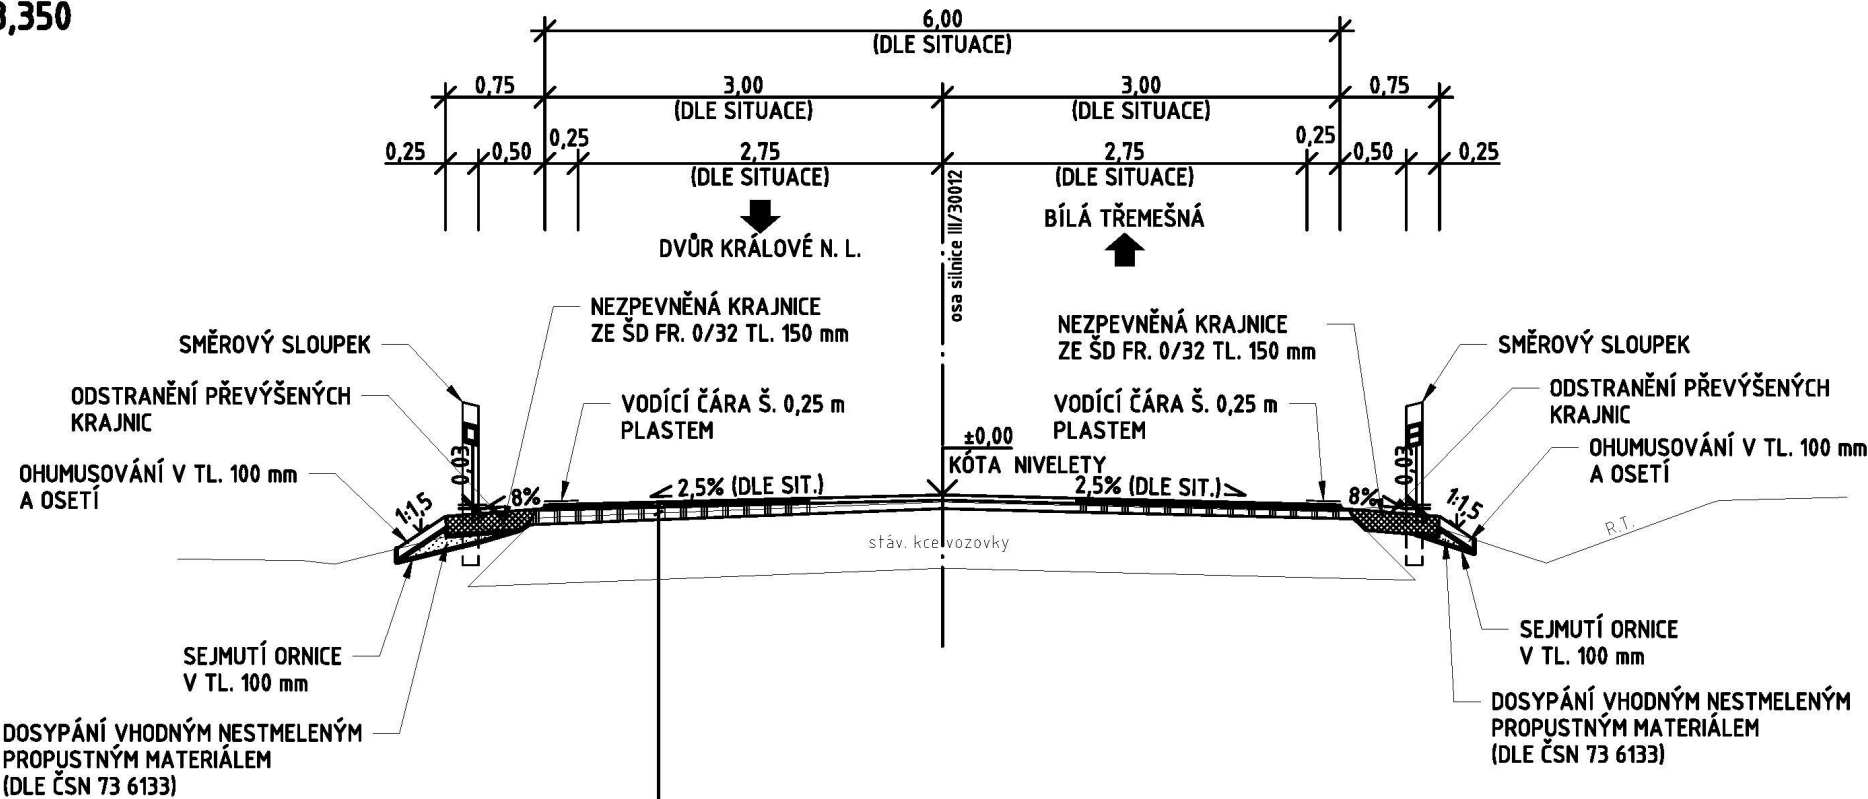 3,350
6,00
(DLE SITUACE)
0,75
3,00
(DLE SITUACE)
3,00
(DLE SITUACE)
0,75
0,25
0,50
0,25
2,75
(DLE SITUACE)
2,75
(DLE SITUACE)
0,25
0,50
0,25
DVŮR KRÁLOVÉ N. L.
osa silnice III/30012
BÍLÁ TŘEMEŠNÁ
NEZPEVNĚNÁ KRAJNICE
ZE ŠD FR. 0/32 TL. 150 mm
NEZPEVNĚNÁ KRAJNICE
ZE ŠD FR. 0/32 TL. 150 mm
SMĚROVÝ SLOUPEK
SMĚROVÝ SLOUPEK
ODSTRANĚNÍ PŘEVÝŠENÝCH
KRAJNIC
VODÍCÍ ČÁRA Š. 0,25 m
PLASTEM
VODÍCÍ ČÁRA Š. 0,25 m
PLASTEM
ODSTRANĚNÍ PŘEVÝŠENÝCH
KRAJNIC
±0,00
KÓTA NIVELETY
OHUMUSOVÁNÍ V TL. 100 mm
A OSETÍ
OHUMUSOVÁNÍ V TL. 100 mm
A OSETÍ
0,03
0,03
1:1,5
8%
2,5% (DLE SIT.)
2,5% (DLE SIT.)
8%
1:1,5
R.T.
stáv. kce vozovky
SEJMUTÍ ORNICE
V TL. 100 mm
SEJMUTÍ ORNICE
V TL. 100 mm
DOSYPÁNÍ VHODNÝM NESTMELENÝM
PROPUSTNÝM MATERIÁLEM
(DLE ČSN 73 6133)
DOSYPÁNÍ VHODNÝM NESTMELENÝM
PROPUSTNÝM MATERIÁLEM
(DLE ČSN 73 6133)